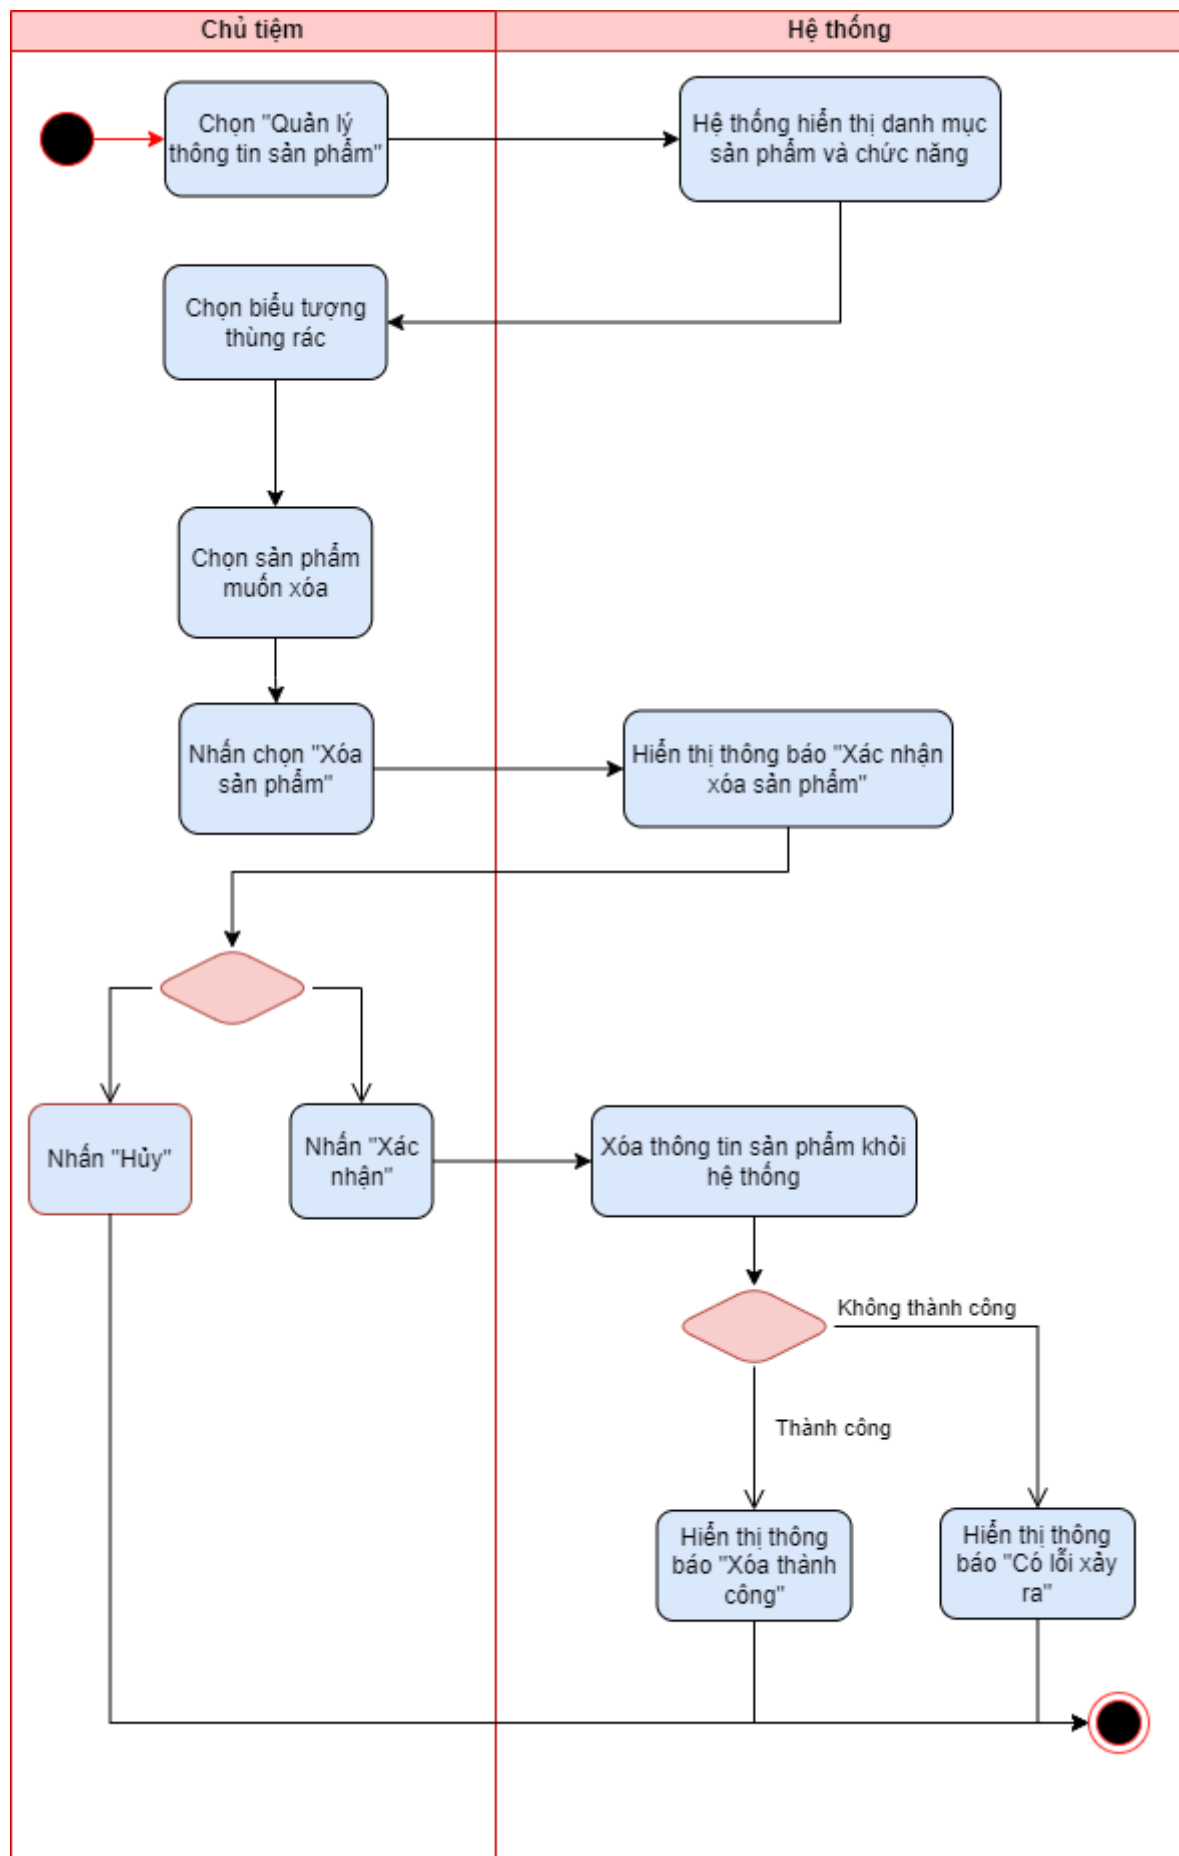 Chủ tiệm
Hệ thống
Chọn "Quản lý
thông tin sản phẩm"
Hệ thống hiển thị danh mục
sản phẩm và chức năng
Chọn biểu tượng
thùng rác
Chọn sản phẩm
muốn xóa
Nhấn chọn "Xóa
sản phẩm"
Hiển thị thông báo "Xác nhận
xóa sản phẩm"
Nhấn "Hủy"
Nhấn "Xác
nhận"
Xóa thông tin sản phẩm khỏi
hệ thống
Không thành công
Thành công
Hiển thị thông
báo "Xóa thành
công"
Hiển thị thông
báo "Có lỗi xảy
ra"